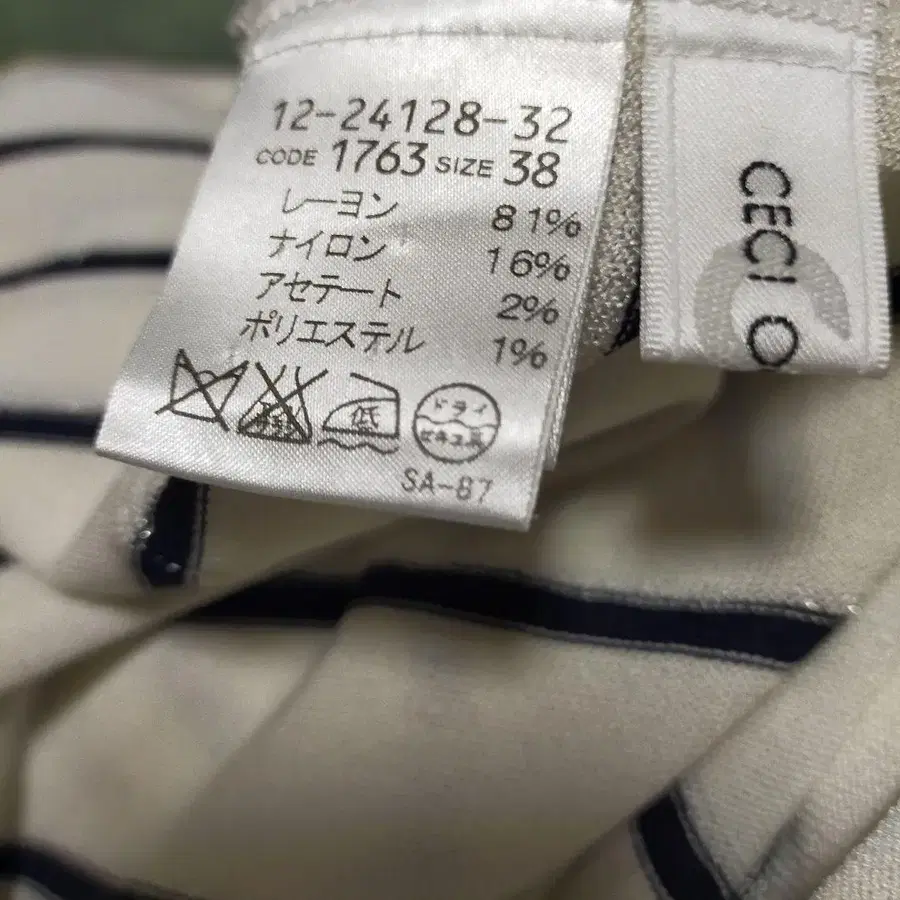 12-24128-32
CODE 1763 SIZE 38
レーヨン 81%
ナイロン 16%
アセテート 2%
ポリエステル 1%
低
ドライ
SA-87
CECI O